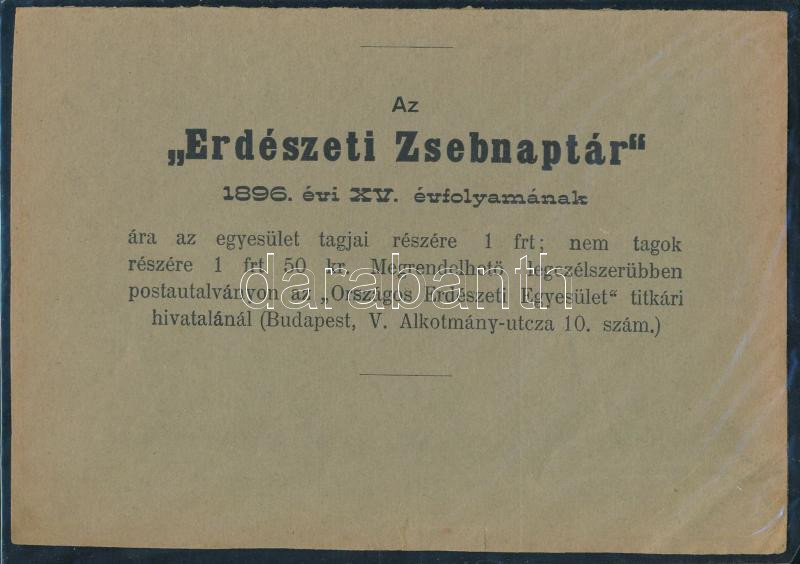 Az
„Erdészeti Zsebnaptár“
1896. évi XV. évfolyamának
ára az egyesület tagjai részére 1 frt; nem tagok
részére 1 frt 50 kr. Megrendelhető legczélszerübben
postautalványon az „Országos Erdészeti Egyesület“ titkári
hivatalánál (Budapest, V. Alkotmány-utcza 10. szám.)
darabanth